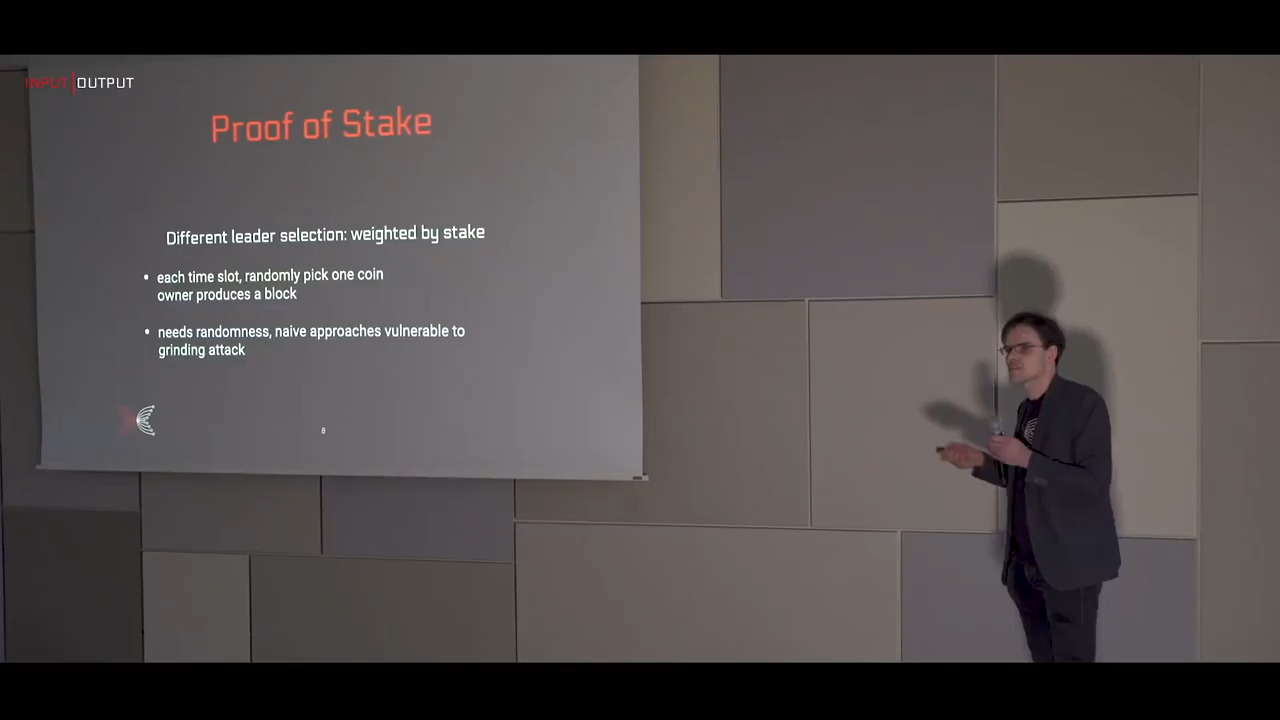 INPUT|OUTPUT
Proof of Stake
Different leader selection: weighted by stake
• each time slot, randomly pick one coin
owner produces a block
• needs randomness, naive approaches vulnerable to
grinding attack
8